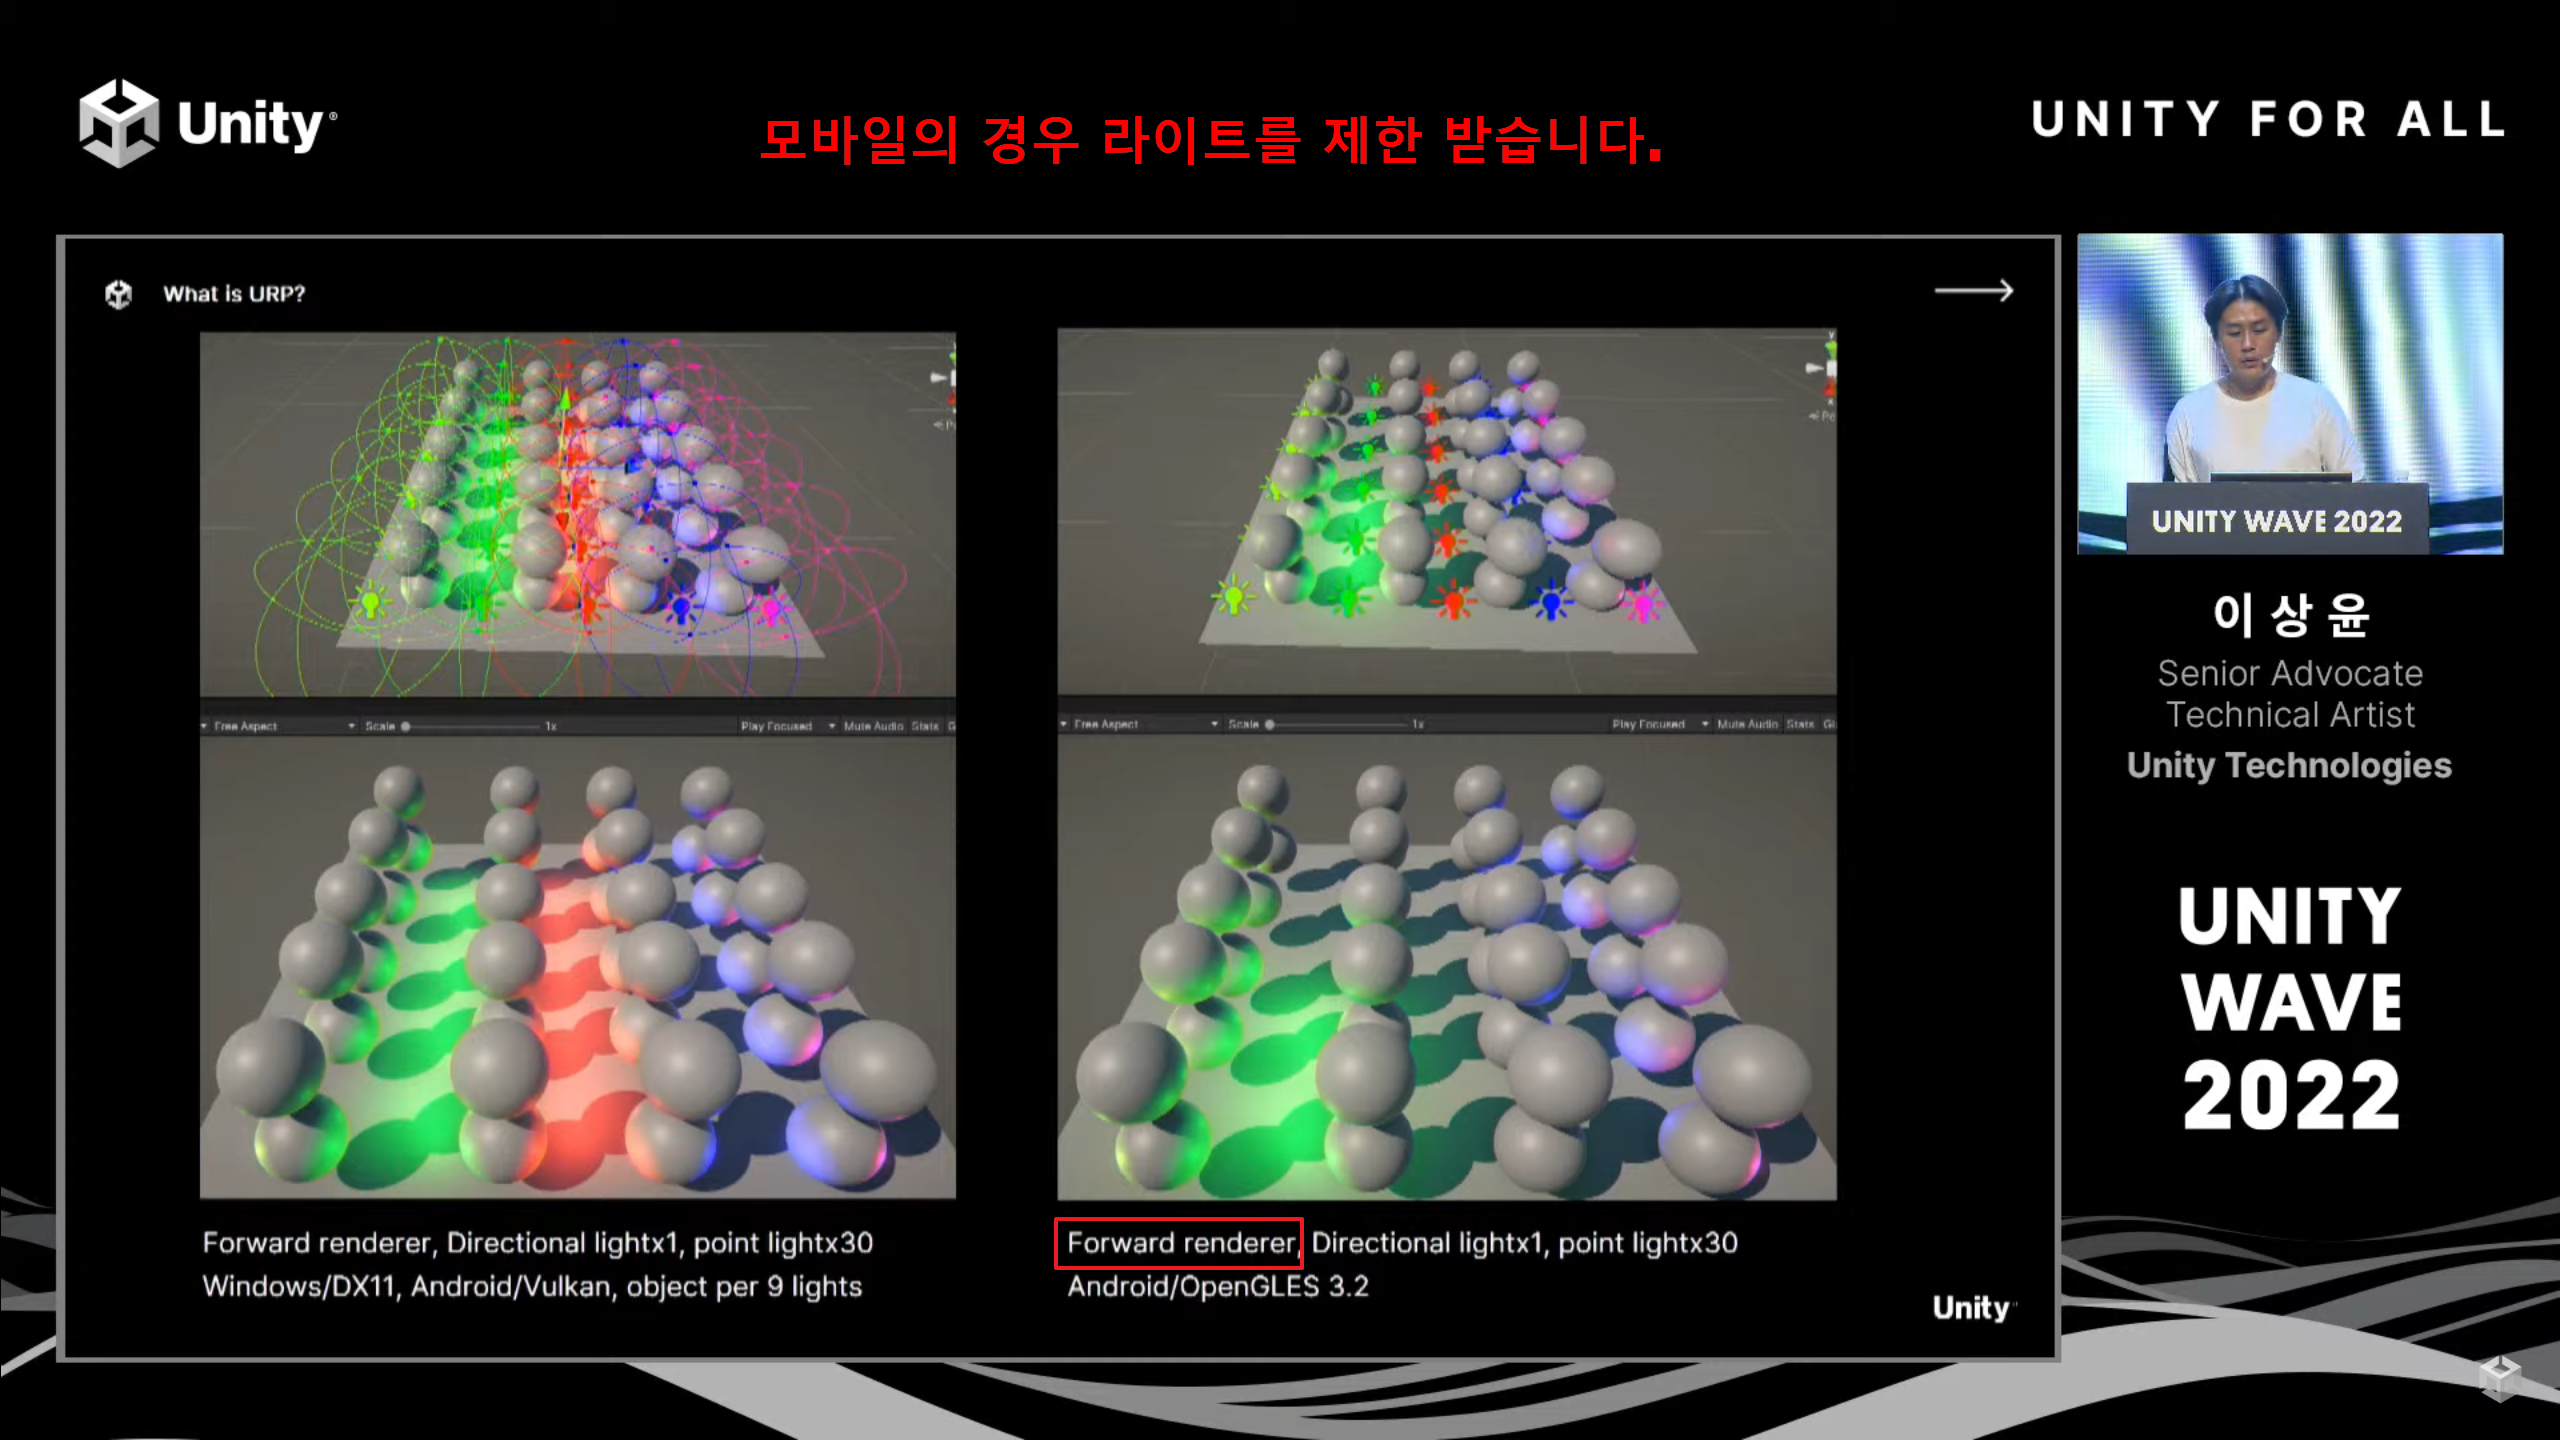 Unity
모바일의 경우 라이트를 제한 받습니다.
UNITY FOR ALL
What is URP?
Free Aspect
Scale
1x
Play Focused
Mute Audio
Stats
Free Aspect
Scale
1x
Play Focused
Mute Audio
Stats
Forward renderer, Directional lightx1, point lightx30
Windows/DX11, Android/Vulkan, object per 9 lights
Forward renderer, Directional lightx1, point lightx30
Android/OpenGLES 3.2
Unity
UNITY WAVE 2022
이상윤
Senior Advocate
Technical Artist
Unity Technologies
UNITY
WAVE
2022